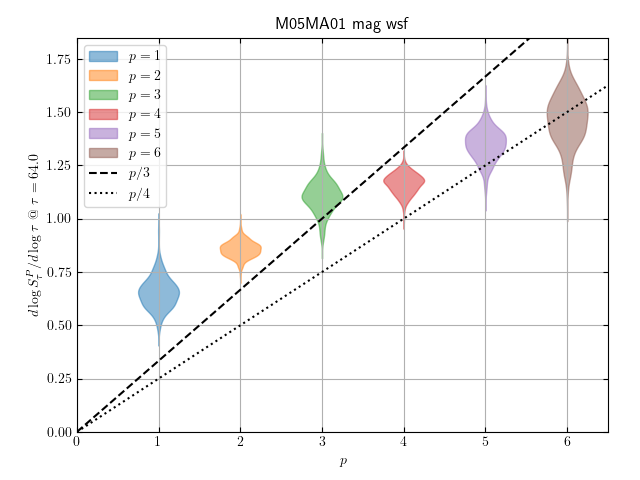 M05MA01 mag wsf
p = 1
p = 2
p = 3
p = 4
p = 5
p = 6
p/3
p/4
d log S_τ^p / d log τ @ τ = 64.0
1.75
1.50
1.25
1.00
0.75
0.50
0.25
0.00
0 1 2 3 4 5 6
p